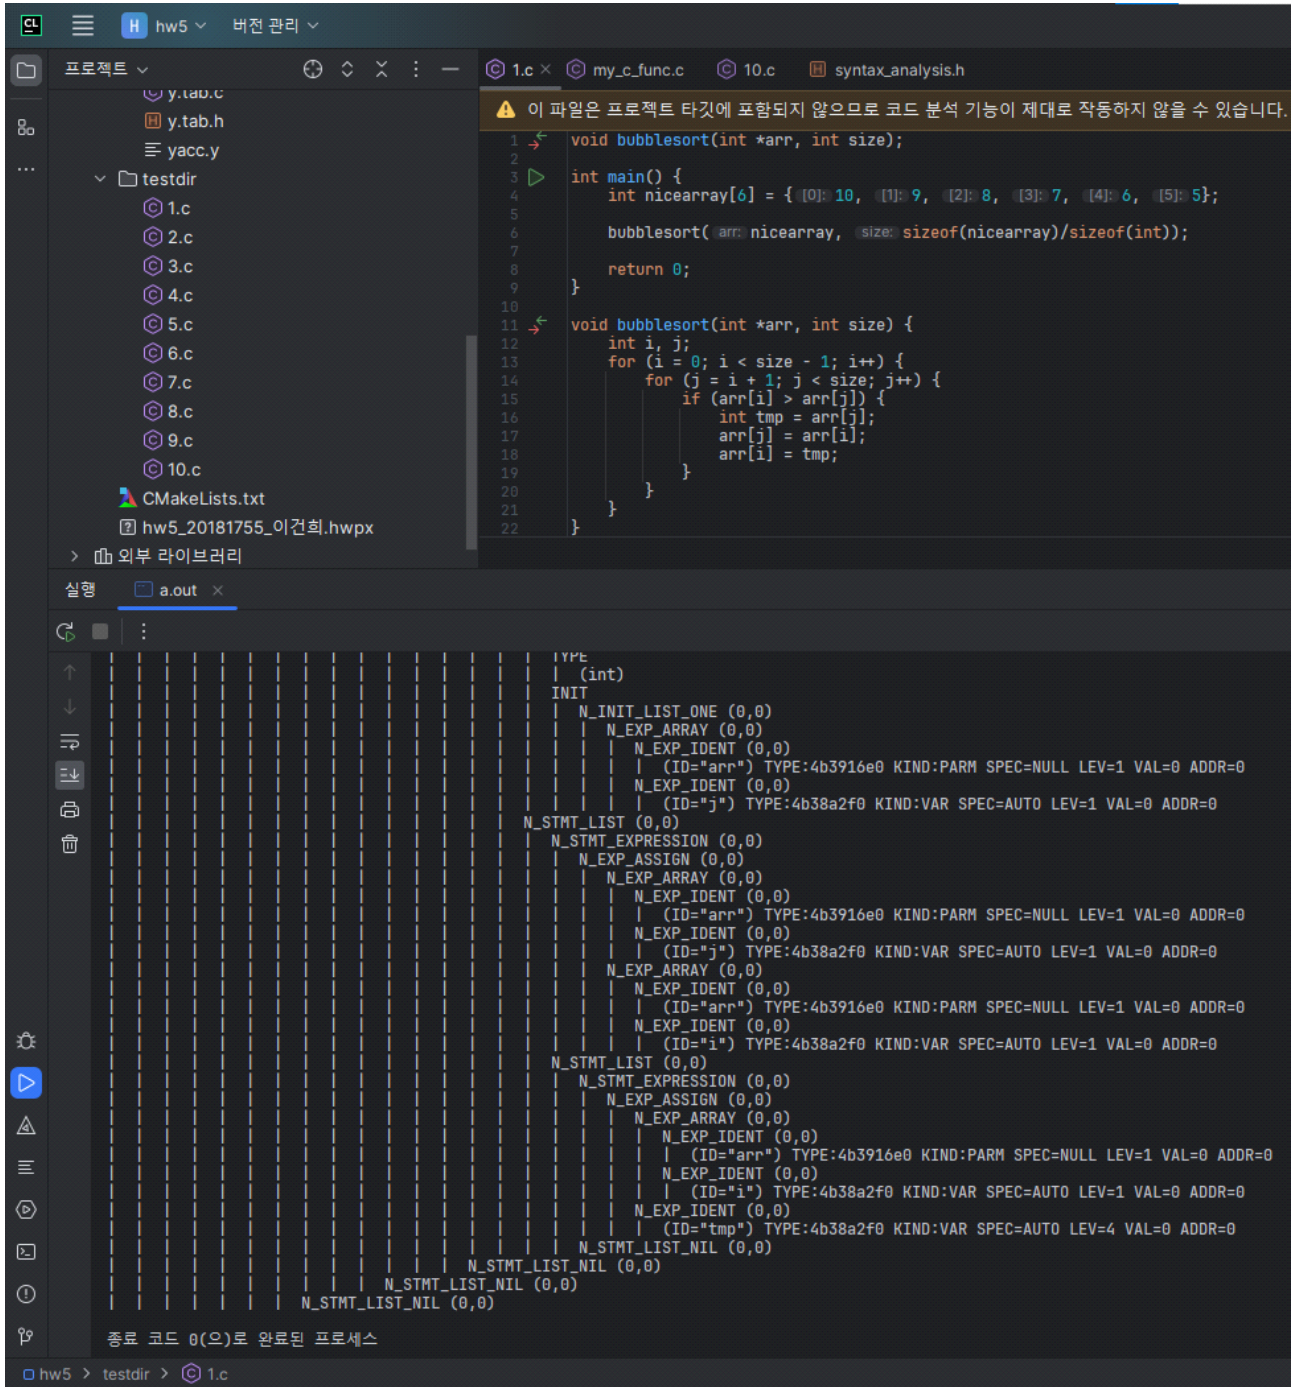 CL H hw5 버전 관리
프로젝트
y.tab.c
y.tab.h
yacc.y
testdir
1.c
2.c
3.c
4.c
5.c
6.c
7.c
8.c
9.c
10.c
CMakeLists.txt
hw5_20181755_이건희.hwpx
외부 라이브러리
1.c my_c_func.c 10.c syntax_analysis.h
이 파일은 프로젝트 타깃에 포함되지 않으므로 코드 분석 기능이 제대로 작동하지 않을 수 있습니다.
1 void bubblesort(int *arr, int size);
2
3 int main() {
4 int nicearray[6] = { [0]: 10, [1]: 9, [2]: 8, [3]: 7, [4]: 6, [5]: 5};
5
6 bubblesort( arr: nicearray, size: sizeof(nicearray)/sizeof(int));
7
8 return 0;
9 }
10
11 void bubblesort(int *arr, int size) {
12 int i, j;
13 for (i = 0; i < size - 1; i++) {
14 for (j = i + 1; j < size; j++) {
15 if (arr[i] > arr[j]) {
16 int tmp = arr[j];
17 arr[j] = arr[i];
18 arr[i] = tmp;
19 }
20 }
21 }
22 }
실행 a.out
TYPE
(int)
INIT
N_INIT_LIST_ONE (0,0)
N_EXP_ARRAY (0,0)
N_EXP_IDENT (0,0)
(ID="arr") TYPE:4b3916e0 KIND:PARM SPEC=NULL LEV=1 VAL=0 ADDR=0
N_EXP_IDENT (0,0)
(ID="j") TYPE:4b38a2f0 KIND:VAR SPEC=AUTO LEV=1 VAL=0 ADDR=0
N_STMT_LIST (0,0)
N_STMT_EXPRESSION (0,0)
N_EXP_ASSIGN (0,0)
N_EXP_ARRAY (0,0)
N_EXP_IDENT (0,0)
(ID="arr") TYPE:4b3916e0 KIND:PARM SPEC=NULL LEV=1 VAL=0 ADDR=0
N_EXP_IDENT (0,0)
(ID="j") TYPE:4b38a2f0 KIND:VAR SPEC=AUTO LEV=1 VAL=0 ADDR=0
N_EXP_ARRAY (0,0)
N_EXP_IDENT (0,0)
(ID="arr") TYPE:4b3916e0 KIND:PARM SPEC=NULL LEV=1 VAL=0 ADDR=0
N_EXP_IDENT (0,0)
(ID="i") TYPE:4b38a2f0 KIND:VAR SPEC=AUTO LEV=1 VAL=0 ADDR=0
N_STMT_LIST (0,0)
N_STMT_EXPRESSION (0,0)
N_EXP_ASSIGN (0,0)
N_EXP_ARRAY (0,0)
N_EXP_IDENT (0,0)
(ID="arr") TYPE:4b3916e0 KIND:PARM SPEC=NULL LEV=1 VAL=0 ADDR=0
N_EXP_IDENT (0,0)
(ID="i") TYPE:4b38a2f0 KIND:VAR SPEC=AUTO LEV=1 VAL=0 ADDR=0
N_EXP_IDENT (0,0)
(ID="tmp") TYPE:4b38a2f0 KIND:VAR SPEC=AUTO LEV=4 VAL=0 ADDR=0
N_STMT_LIST_NIL (0,0)
N_STMT_LIST_NIL (0,0)
N_STMT_LIST_NIL (0,0)
N_STMT_LIST_NIL (0,0)
종료 코드 0(으)로 완료된 프로세스
hw5 > testdir > 1.c